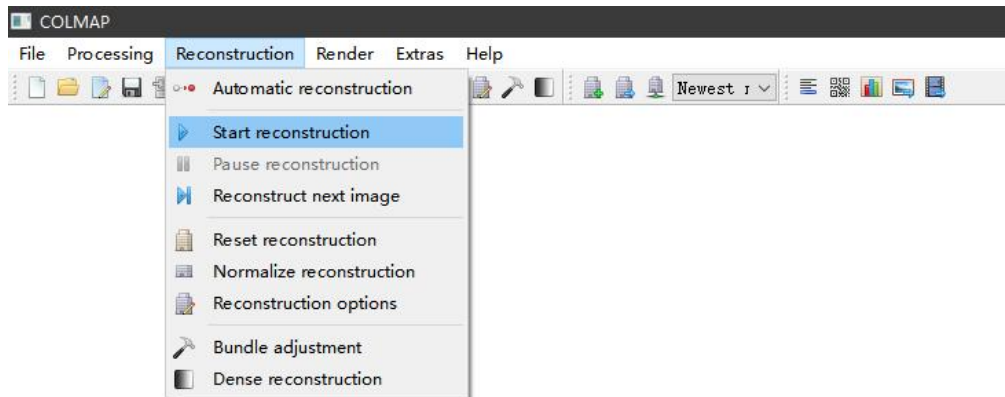 COLMAP
File Processing Reconstruction Render Extras Help
Automatic reconstruction
Newest r
Start reconstruction
Pause reconstruction
Reconstruct next image
Reset reconstruction
Normalize reconstruction
Reconstruction options
Bundle adjustment
Dense reconstruction